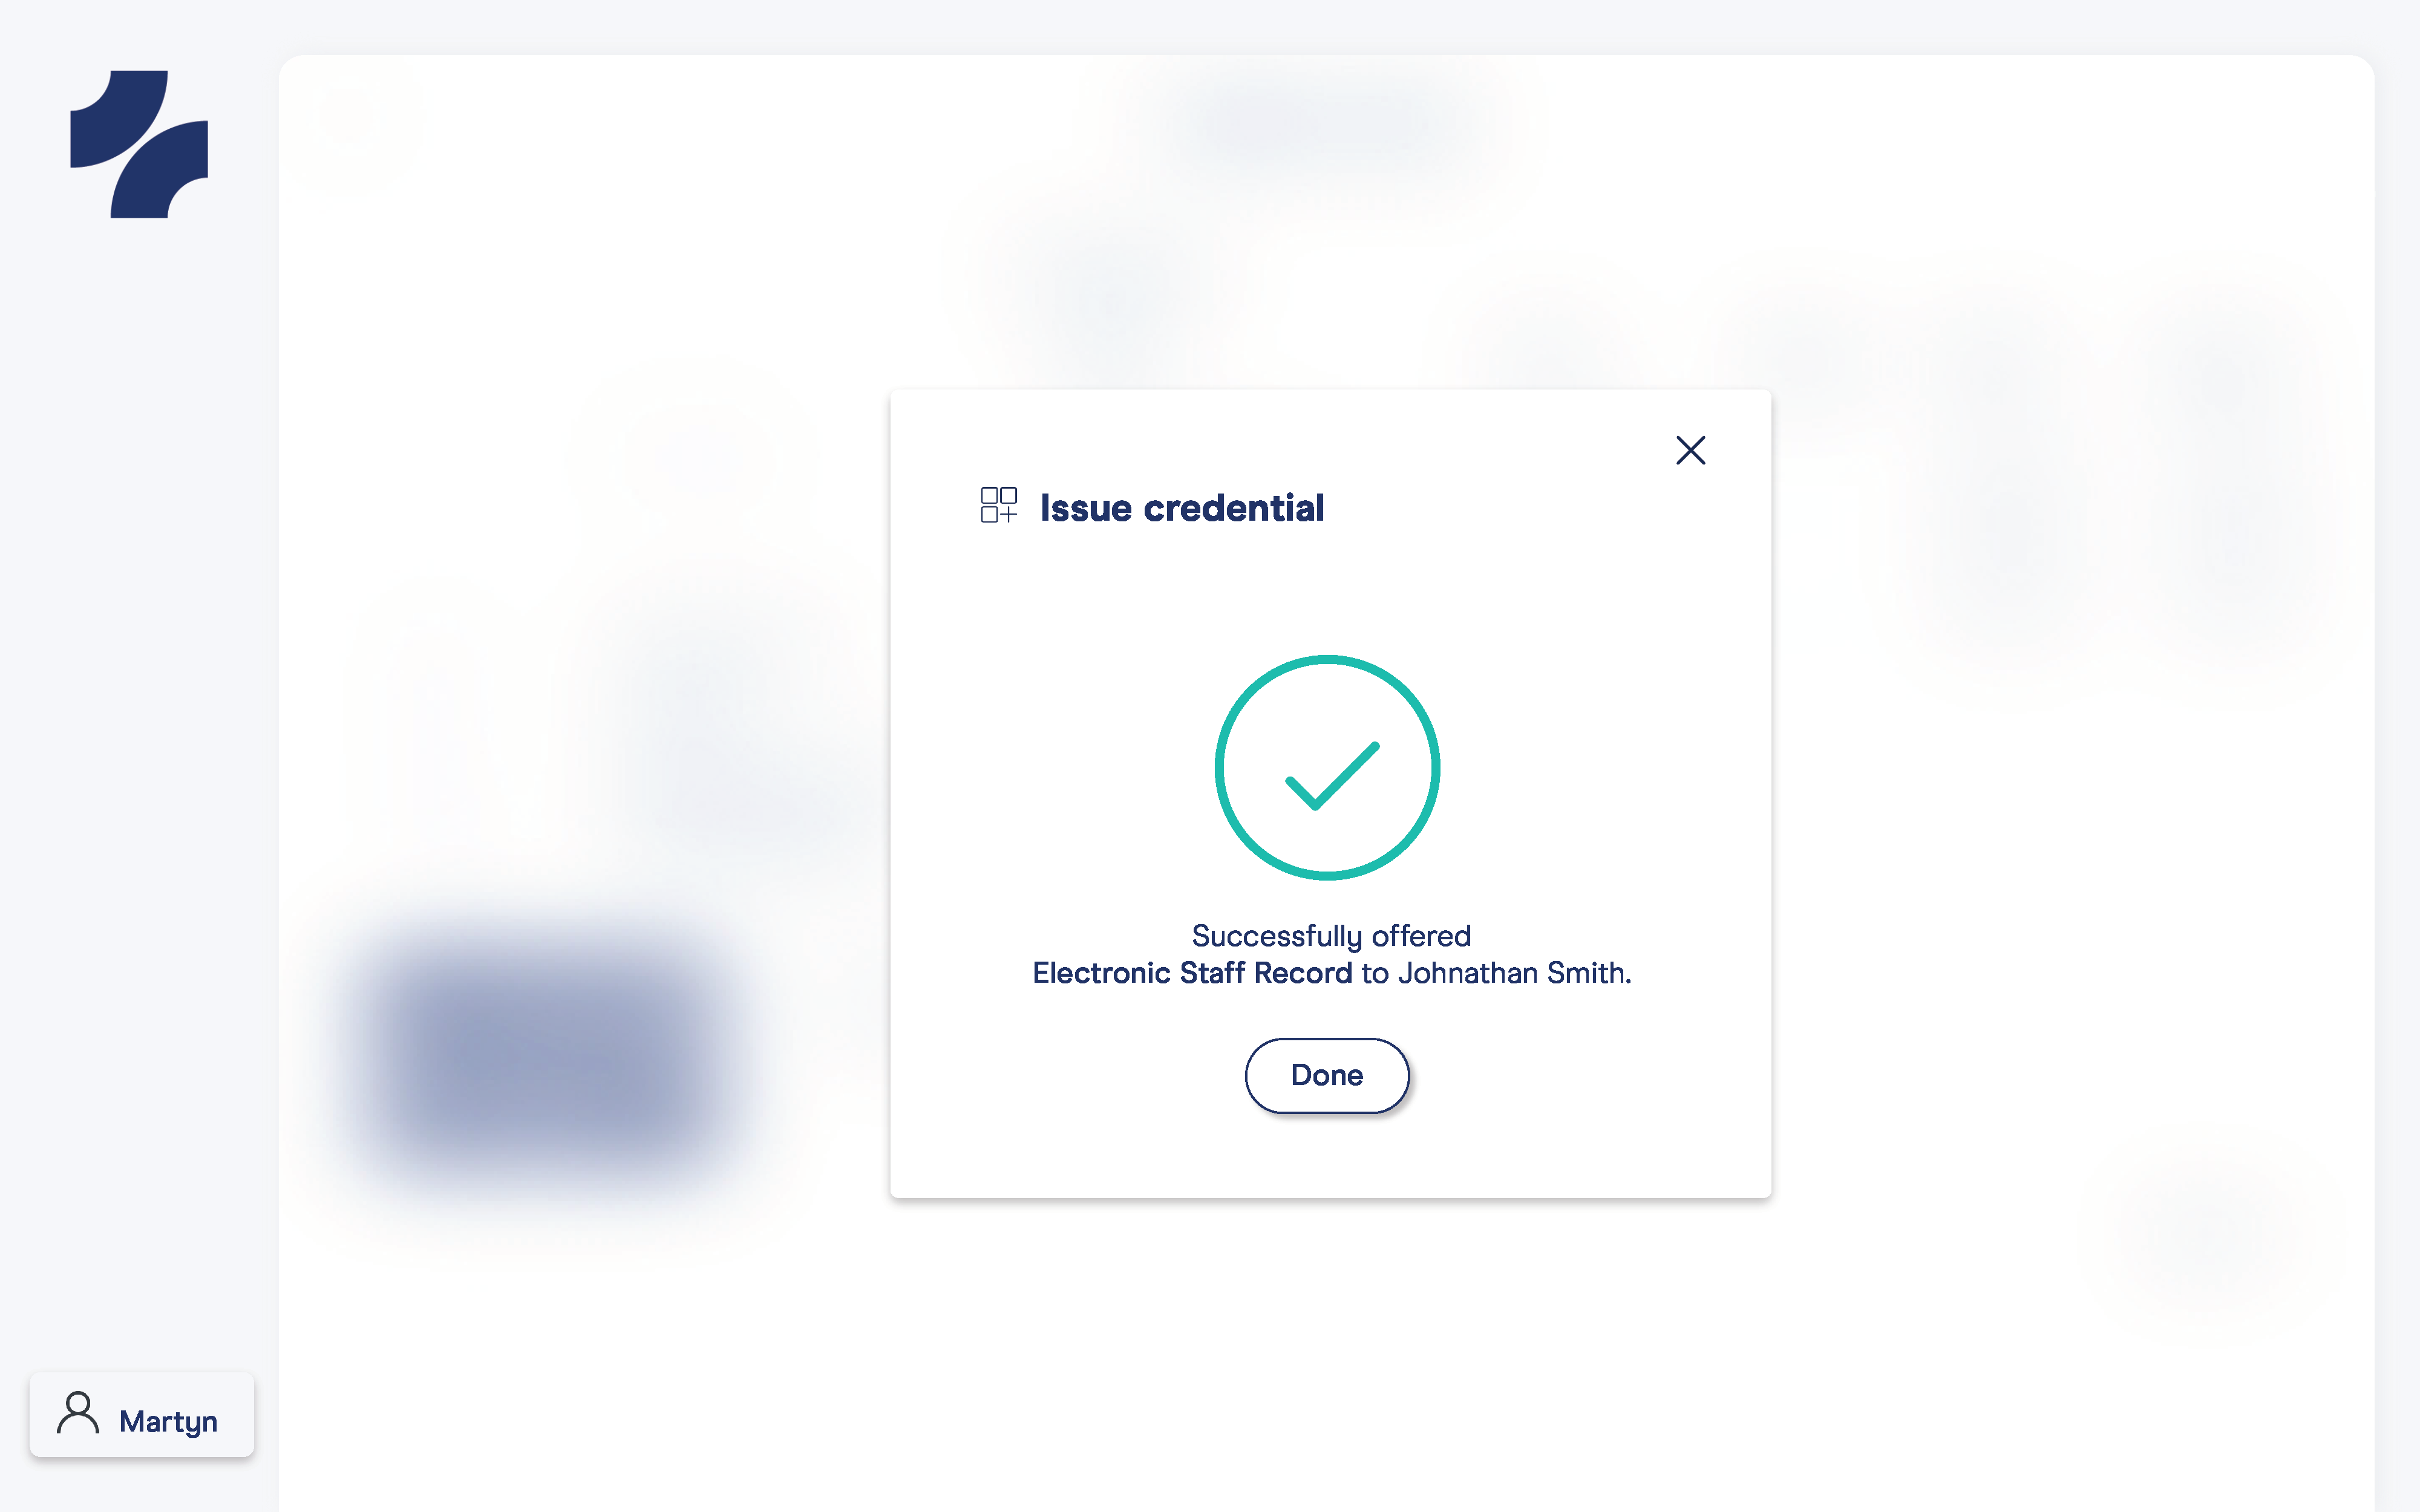 Issue credential
Successfully offered
Electronic Staff Record to Johnathan Smith.
Done
Martyn